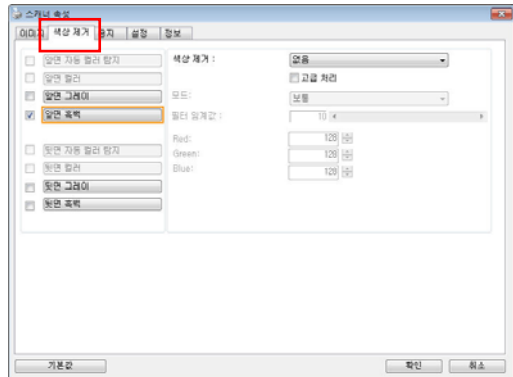 스캐너 속성
이미지 색상 제거 용지 설정 정보
앞면 자동 컬러 탐지
앞면 컬러
앞면 그레이
앞면 흑백
뒷면 자동 컬러 탐지
뒷면 컬러
뒷면 그레이
뒷면 흑백
색상 제거 : 없음
고급 처리
모드: 보통
필터 임계값 : 10
Red: 128
Green: 128
Blue: 128
기본값 확인 취소